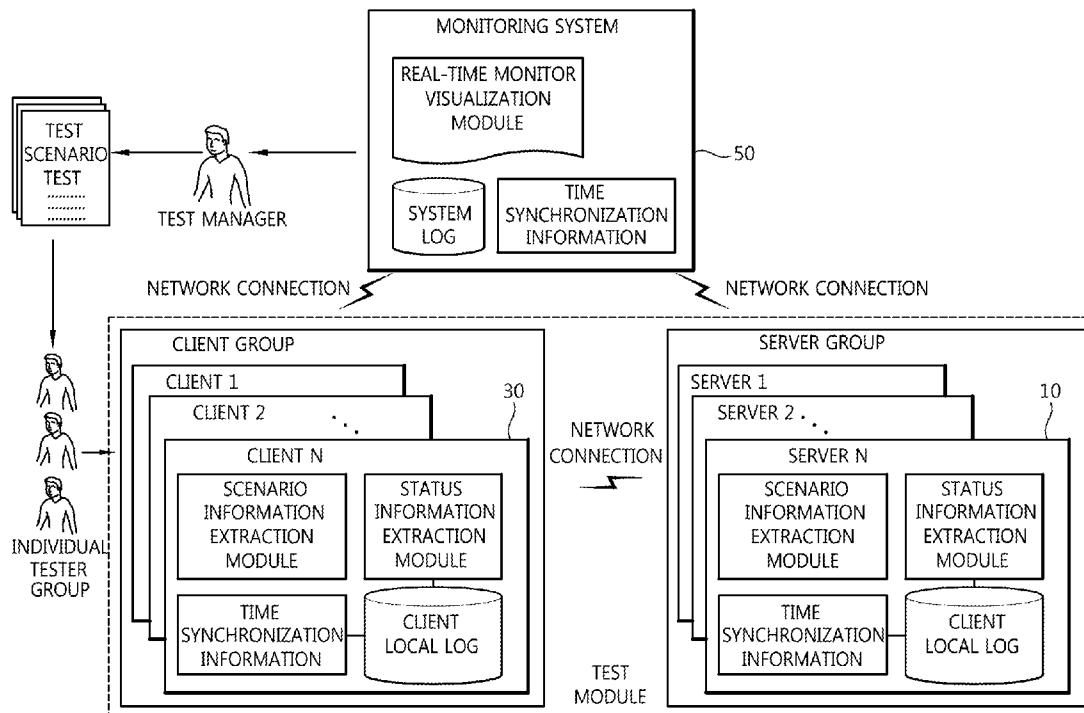 MONITORING SYSTEM
REAL-TIME MONITOR
VISUALIZATION
MODULE
50
SYSTEM
LOG
TIME
SYNCHRONIZATION
INFORMATION
TEST
SCENARIO
TEST
..........
..........
..........
TEST MANAGER
NETWORK CONNECTION
NETWORK CONNECTION
INDIVIDUAL
TESTER
GROUP
CLIENT GROUP
CLIENT 1
CLIENT 2
30
CLIENT N
SCENARIO
INFORMATION
EXTRACTION
MODULE
STATUS
INFORMATION
EXTRACTION
MODULE
TIME
SYNCHRONIZATION
INFORMATION
CLIENT
LOCAL LOG
NETWORK
CONNECTION
SERVER GROUP
SERVER 1
SERVER 2
10
SERVER N
SCENARIO
INFORMATION
EXTRACTION
MODULE
STATUS
INFORMATION
EXTRACTION
MODULE
TIME
SYNCHRONIZATION
INFORMATION
CLIENT
LOCAL LOG
TEST
MODULE